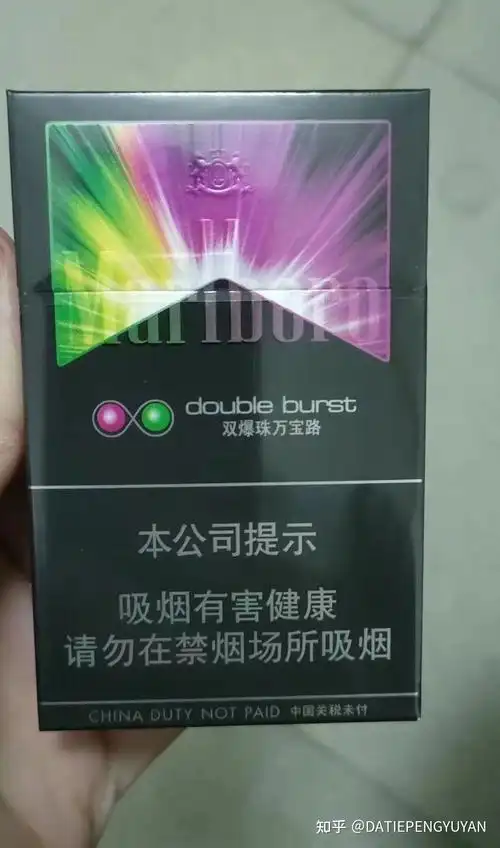 Marlboro
double burst
双爆珠万宝路
本公司提示
吸烟有害健康
请勿在禁烟场所吸烟
CHINA DUTY NOT PAID 中国关税未付
知乎 @DATIEPENGYUYAN